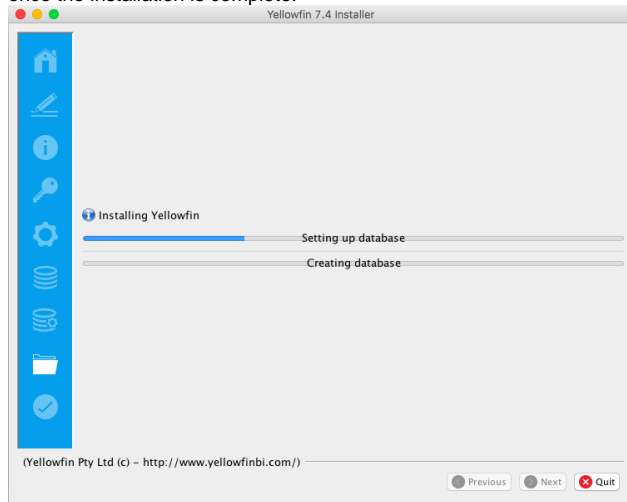 once the installation is complete.
Yellowfin 7.4 Installer
Installing Yellowfin
Setting up database
Creating database
(Yellowfin Pty Ltd (c) – http://www.yellowfinbi.com/)
Previous Next Quit